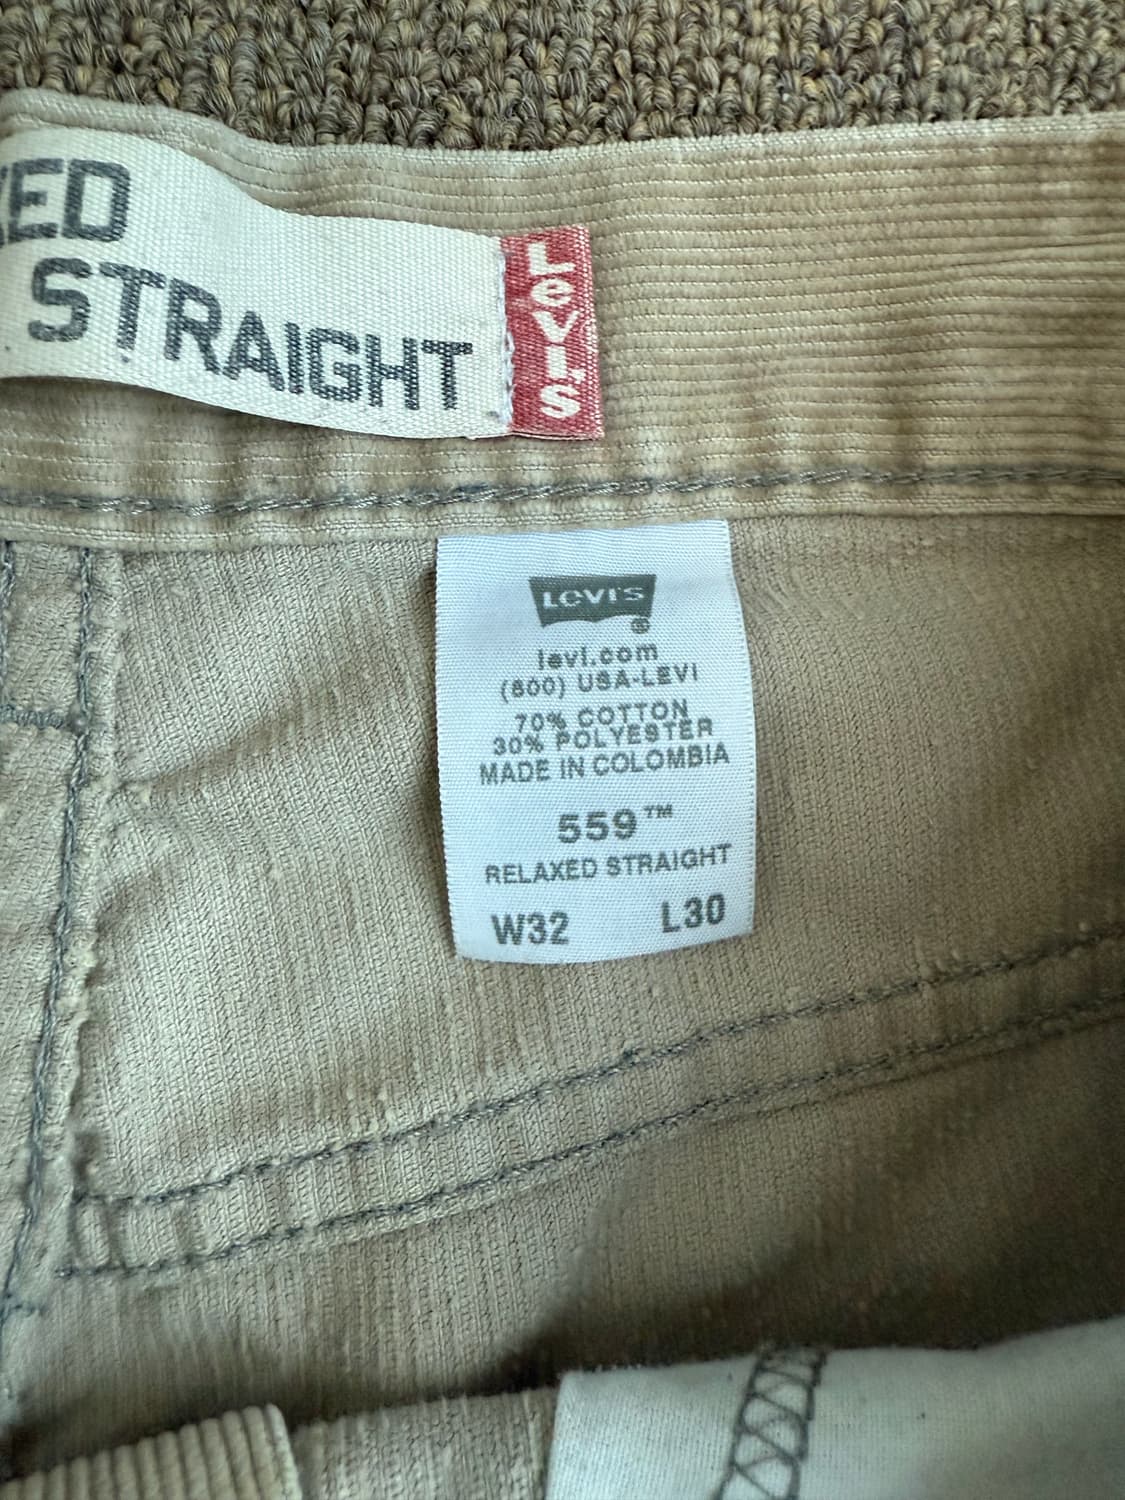 ED
STRAIGHT
LEVI'S
LEVI'S
®
levi.com
(800) USA-LEVI
70% COTTON
30% POLYESTER
MADE IN COLOMBIA
559™
RELAXED STRAIGHT
W32 L30